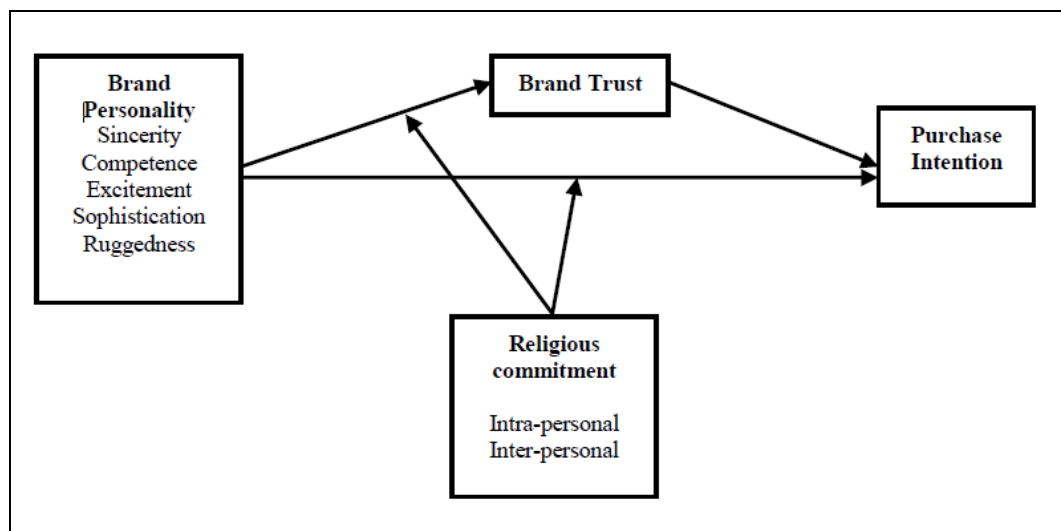 Brand
Personality
Sincerity
Competence
Excitement
Sophistication
Ruggedness
Brand Trust
Purchase
Intention
Religious
commitment
Intra-personal
Inter-personal